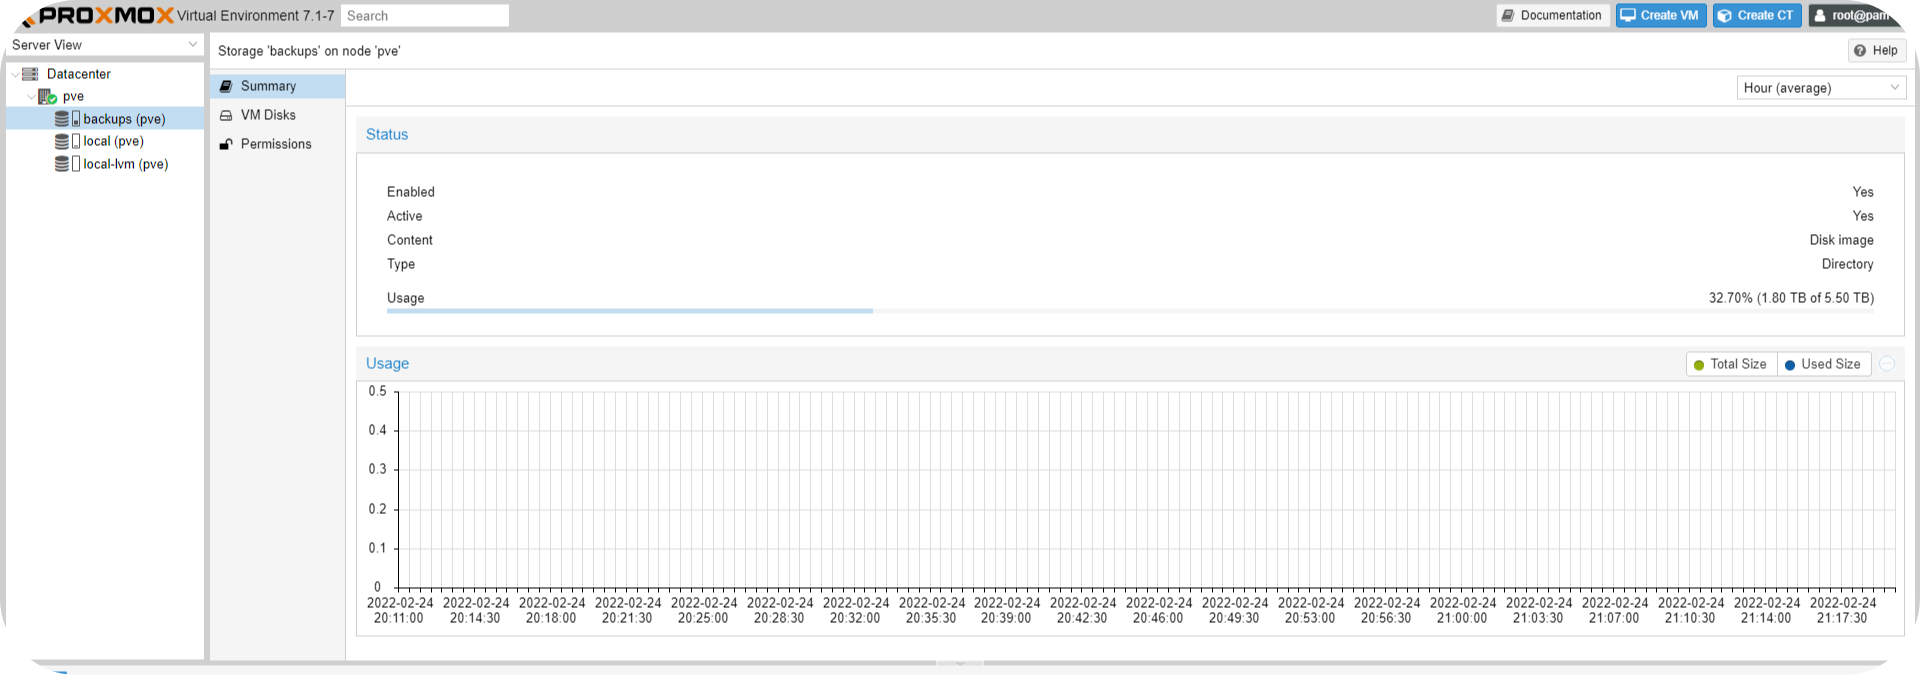 PROXMOX Virtual Environment 7.1-7 Search Documentation Create VM Create CT root@pam
Server View
Storage 'backups' on node 'pve' Help
Datacenter
pve
backups (pve)
local (pve)
local-lvm (pve)
Summary
VM Disks
Permissions
Hour (average)
Status
Enabled Yes
Active Yes
Content Disk image
Type Directory
Usage 32.70% (1.80 TB of 5.50 TB)
Usage Total Size Used Size
0.5
0.4
0.3
0.2
0.1
0
2022-02-24 2022-02-24 2022-02-24 2022-02-24 2022-02-24 2022-02-24 2022-02-24 2022-02-24 2022-02-24 2022-02-24 2022-02-24 2022-02-24 2022-02-24 2022-02-24 2022-02-24 2022-02-24 2022-02-24 2022-02-24 2022-02-24 2022-02-24
20:11:00 20:14:30 20:18:00 20:21:30 20:25:00 20:28:30 20:32:00 20:35:30 20:39:00 20:42:30 20:46:00 20:49:30 20:53:00 20:56:30 21:00:00 21:03:30 21:07:00 21:10:30 21:14:00 21:17:30